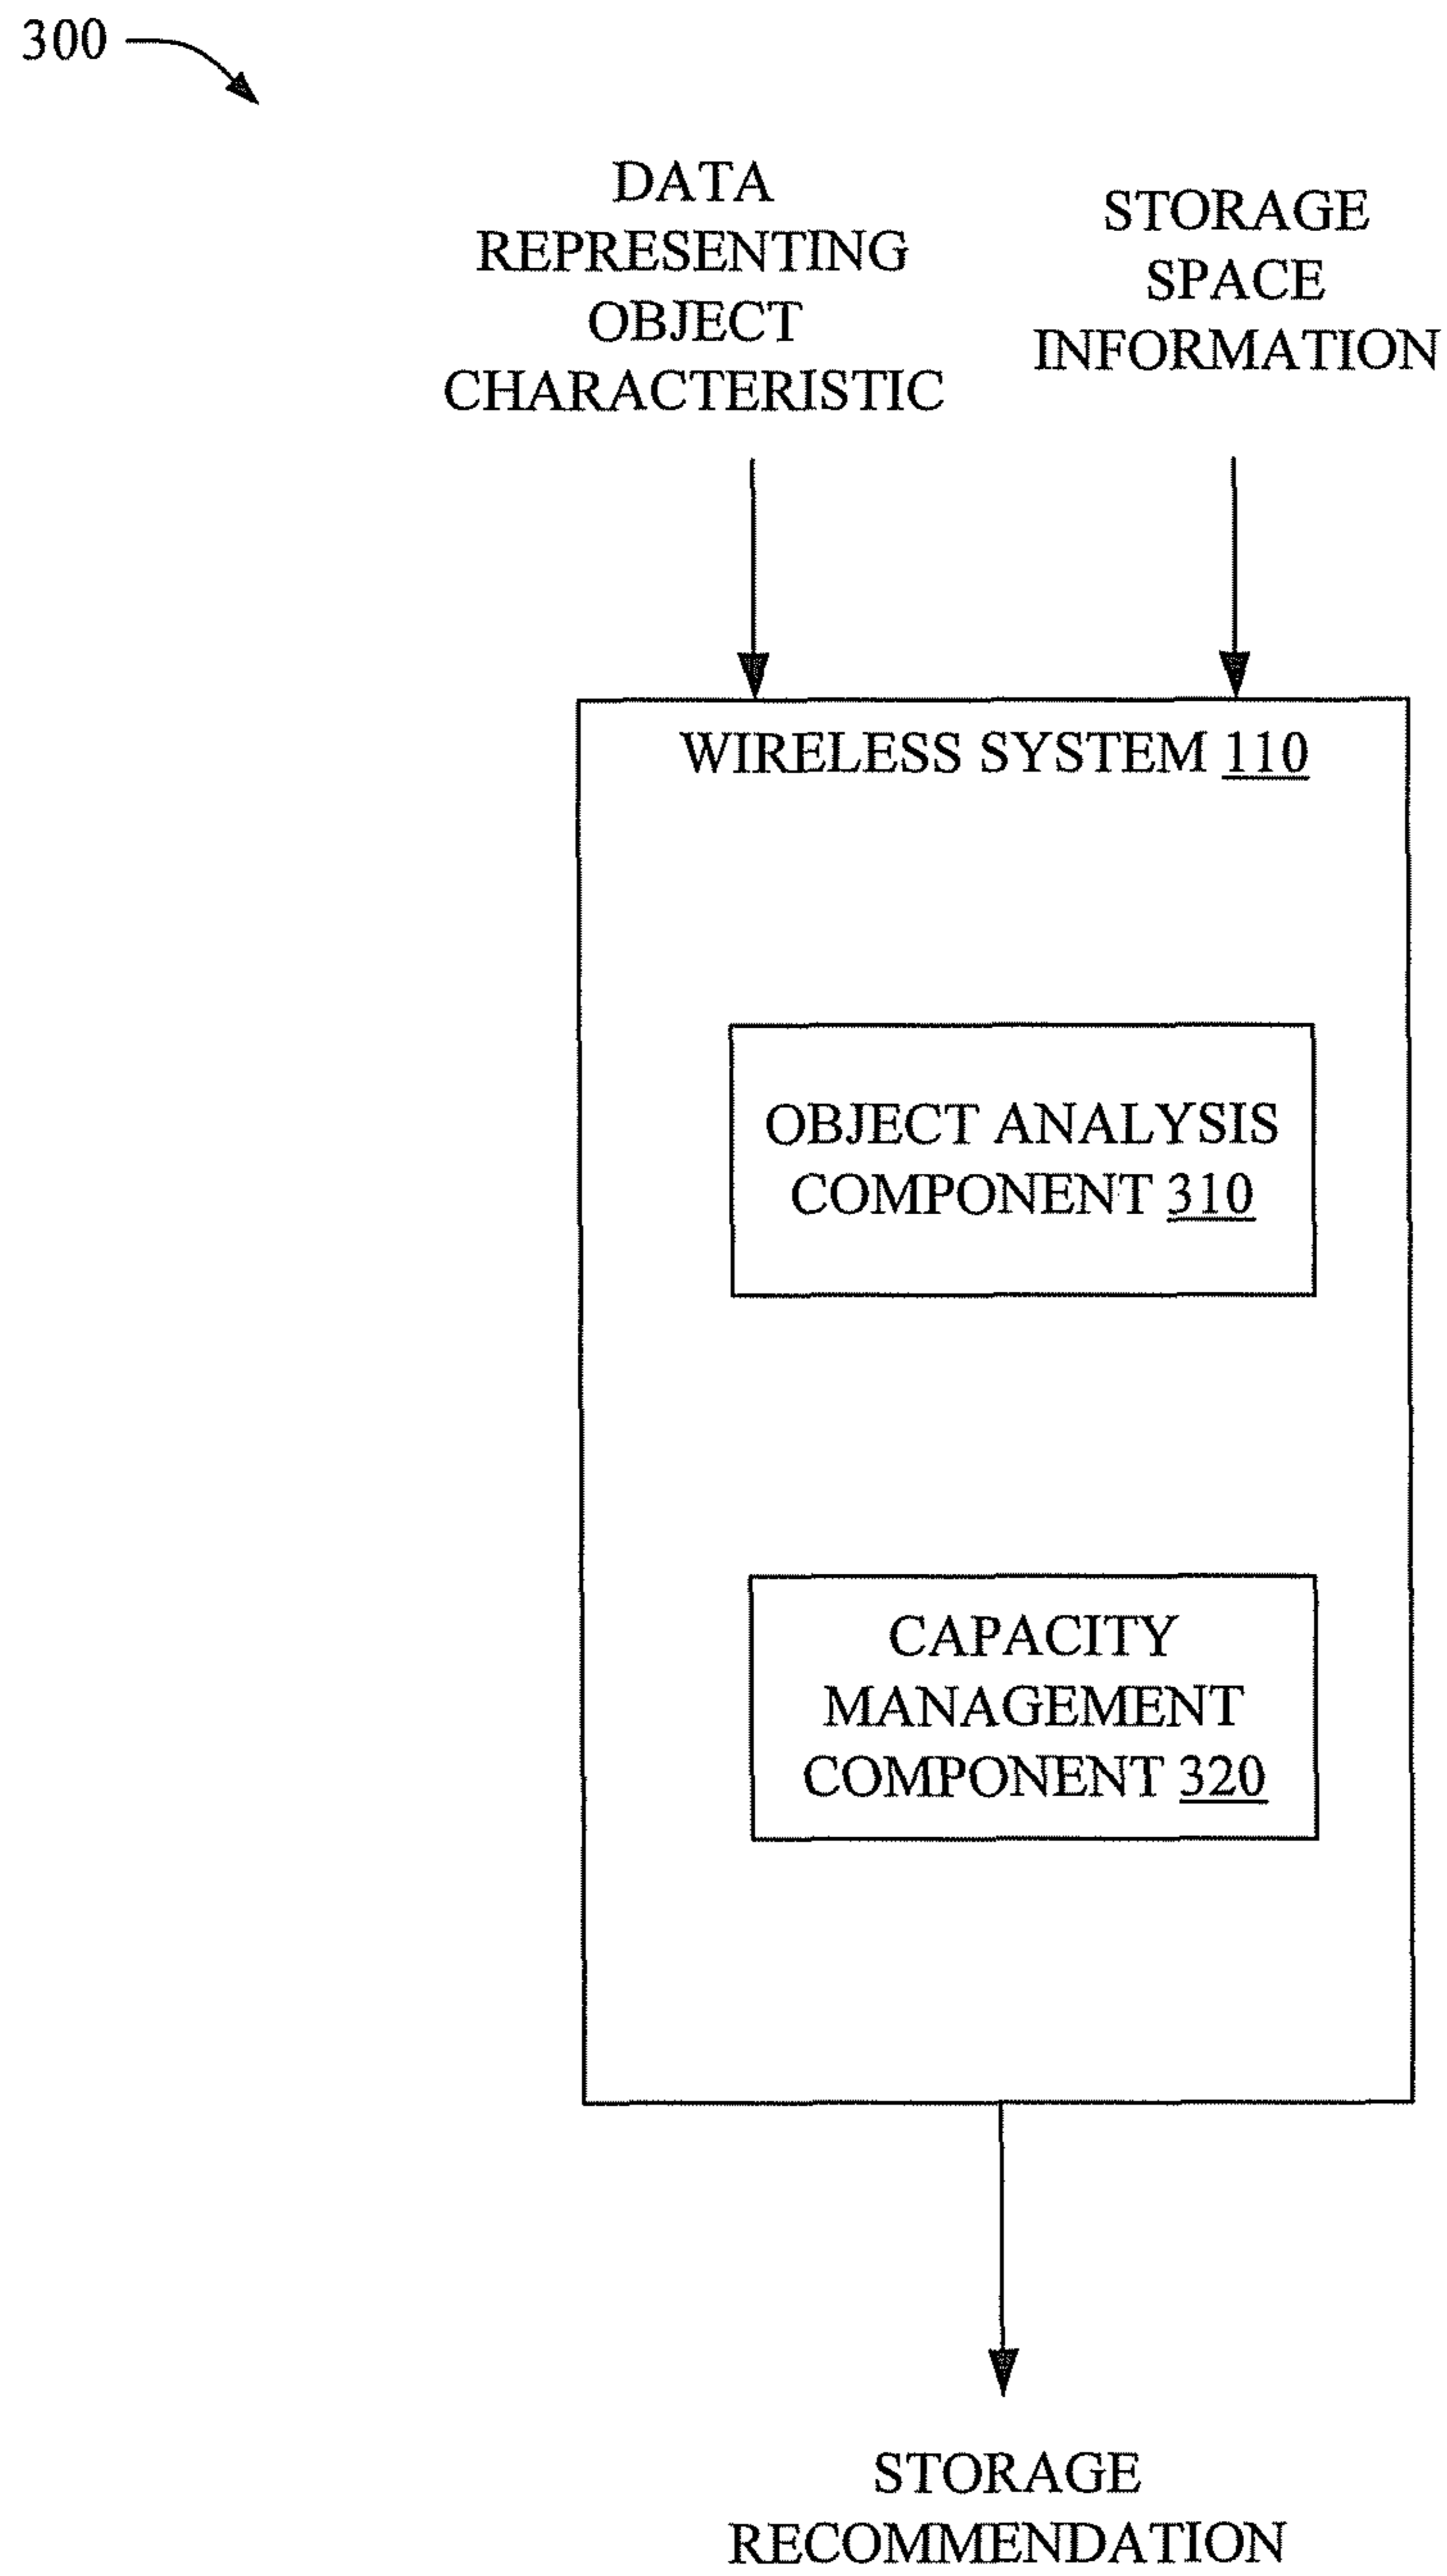 300
DATA
REPRESENTING
OBJECT
CHARACTERISTIC
STORAGE
SPACE
INFORMATION
WIRELESS SYSTEM 110
OBJECT ANALYSIS
COMPONENT 310
CAPACITY
MANAGEMENT
COMPONENT 320
STORAGE
RECOMMENDATION